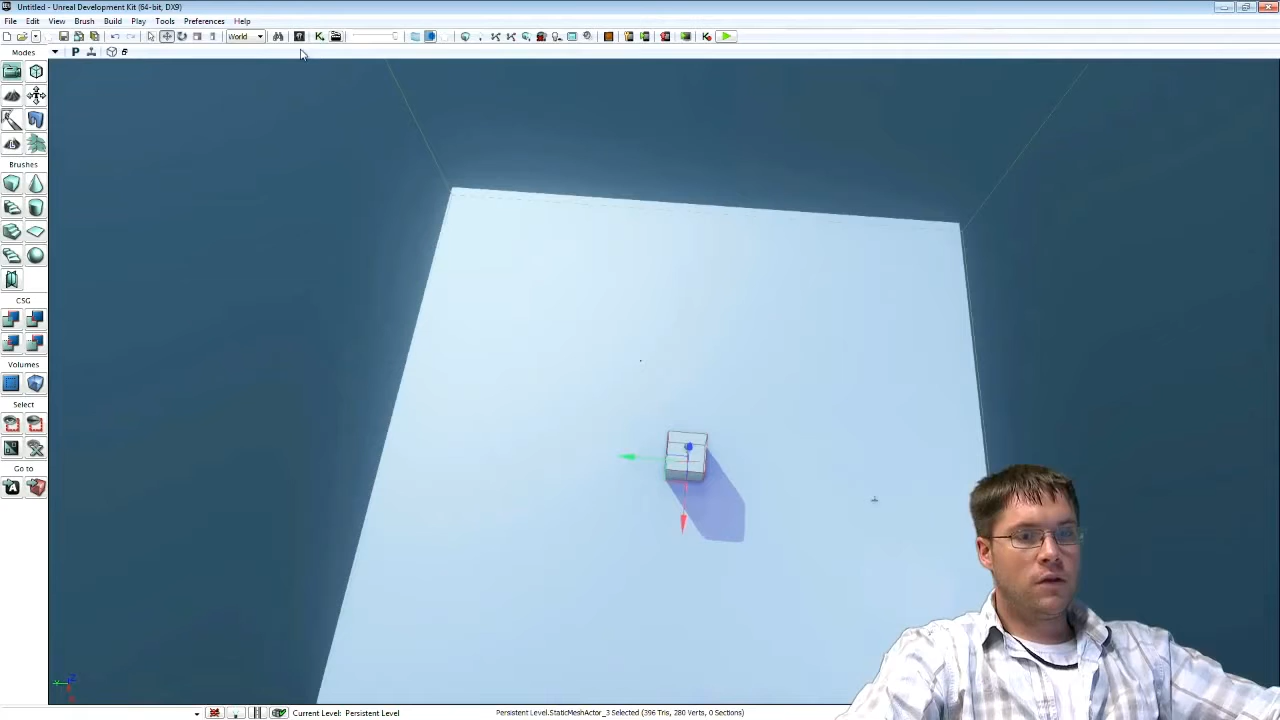 Untitled - Unreal Development Kit (64-bit, DX9)
File Edit View Brush Build Play Tools Preferences Help
World
Modes
P
Brushes
CSG
Volumes
Select
Go to
Current Level: Persistent Level
Persistent Level.StaticMeshActor_3 Selected (396 Tris, 280 Verts, 0 Sections)